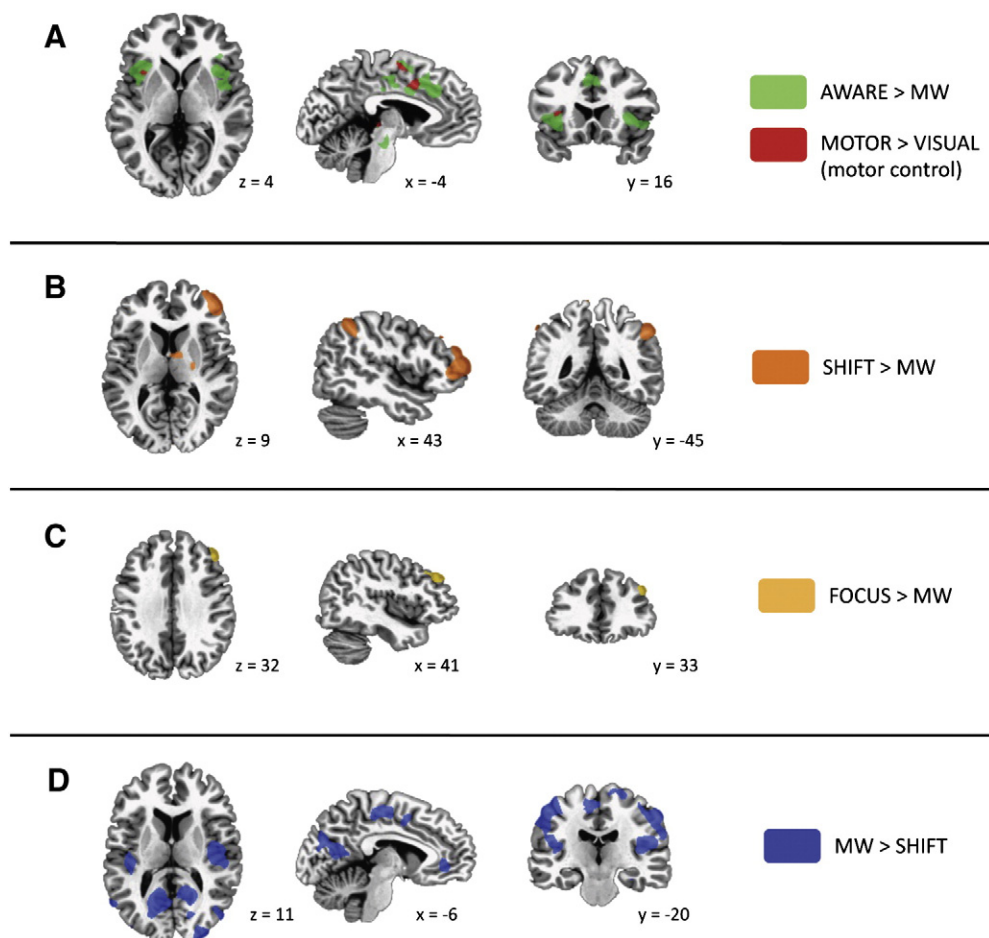 A
AWARE > MW
MOTOR > VISUAL
(motor control)
z = 4
x = -4
y = 16
B
SHIFT > MW
z = 9
x = 43
y = -45
C
FOCUS > MW
z = 32
x = 41
y = 33
D
MW > SHIFT
z = 11
x = -6
y = -20